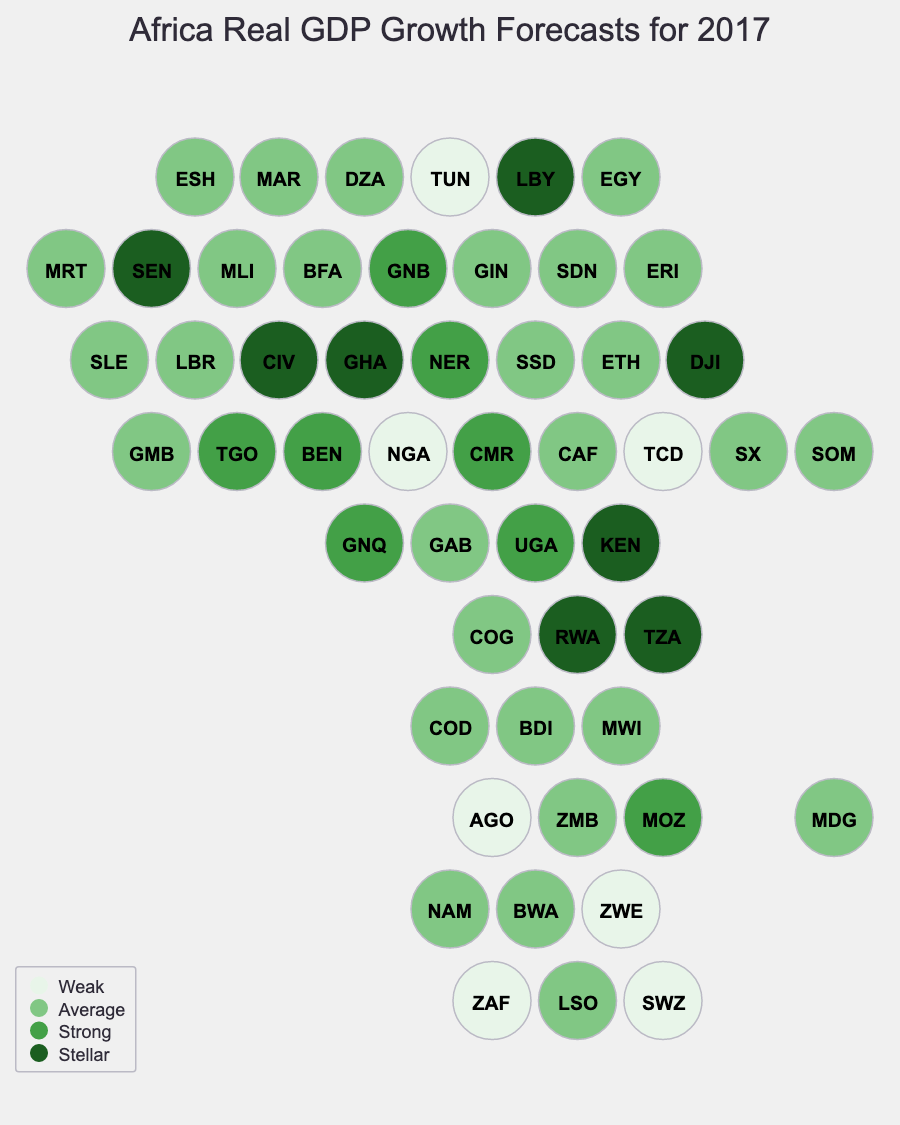 Africa Real GDP Growth Forecasts for 2017
ESH MAR DZA TUN LBY EGY
MRT SEN MLI BFA GNB GIN SDN ERI
SLE LBR CIV GHA NER SSD ETH DJI
GMB TGO BEN NGA CMR CAF TCD SX SOM
GNQ GAB UGA KEN
COG RWA TZA
COD BDI MWI
AGO ZMB MOZ MDG
NAM BWA ZWE
ZAF LSO SWZ
Weak
Average
Strong
Stellar